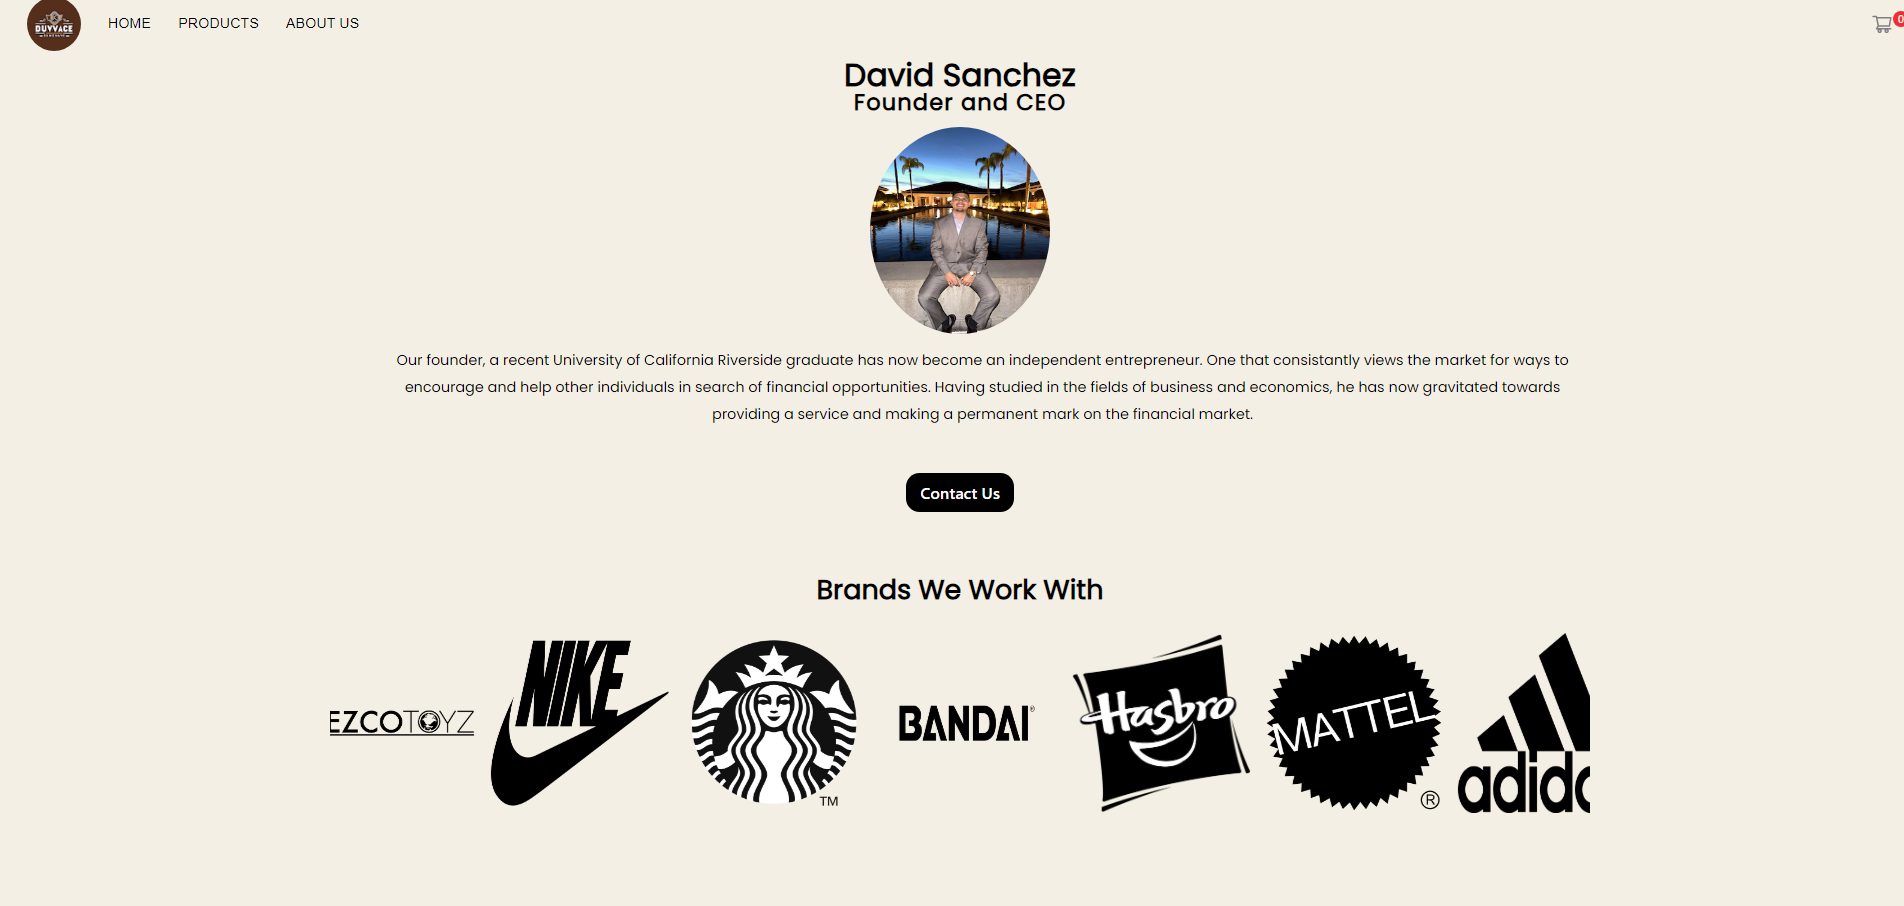 DUVVACE
HOME PRODUCTS ABOUT US
0
David Sanchez
Founder and CEO
Our founder, a recent University of California Riverside graduate has now become an independent entrepreneur. One that consistantly views the market for ways to
encourage and help other individuals in search of financial opportunities. Having studied in the fields of business and economics, he has now gravitated towards
providing a service and making a permanent mark on the financial market.
Contact Us
Brands We Work With
EZCOTOYZ
NIKE
TM
BANDAI®
Hasbro
MATTEL
®
adida